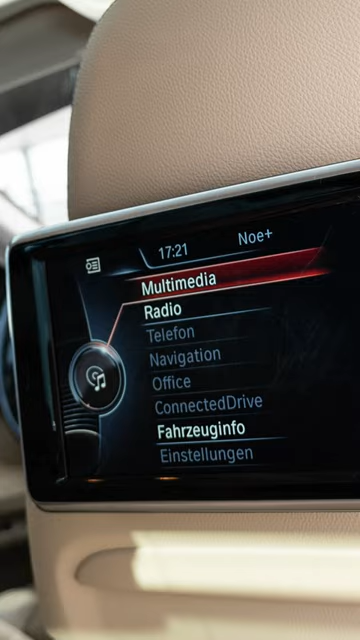 17:21 Noe+
Multimedia
Radio
Telefon
Navigation
Office
ConnectedDrive
Fahrzeuginfo
Einstellungen